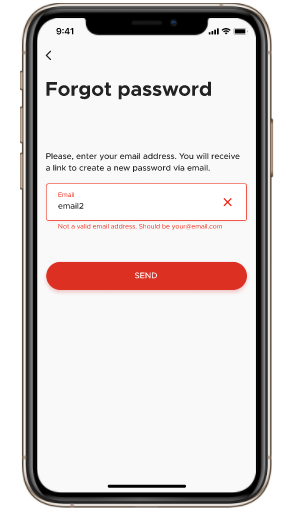 9:41
Forgot password
Please, enter your email address. You will receive
a link to create a new password via email.
Email
email2
Not a valid email address. Should be your@email.com
SEND